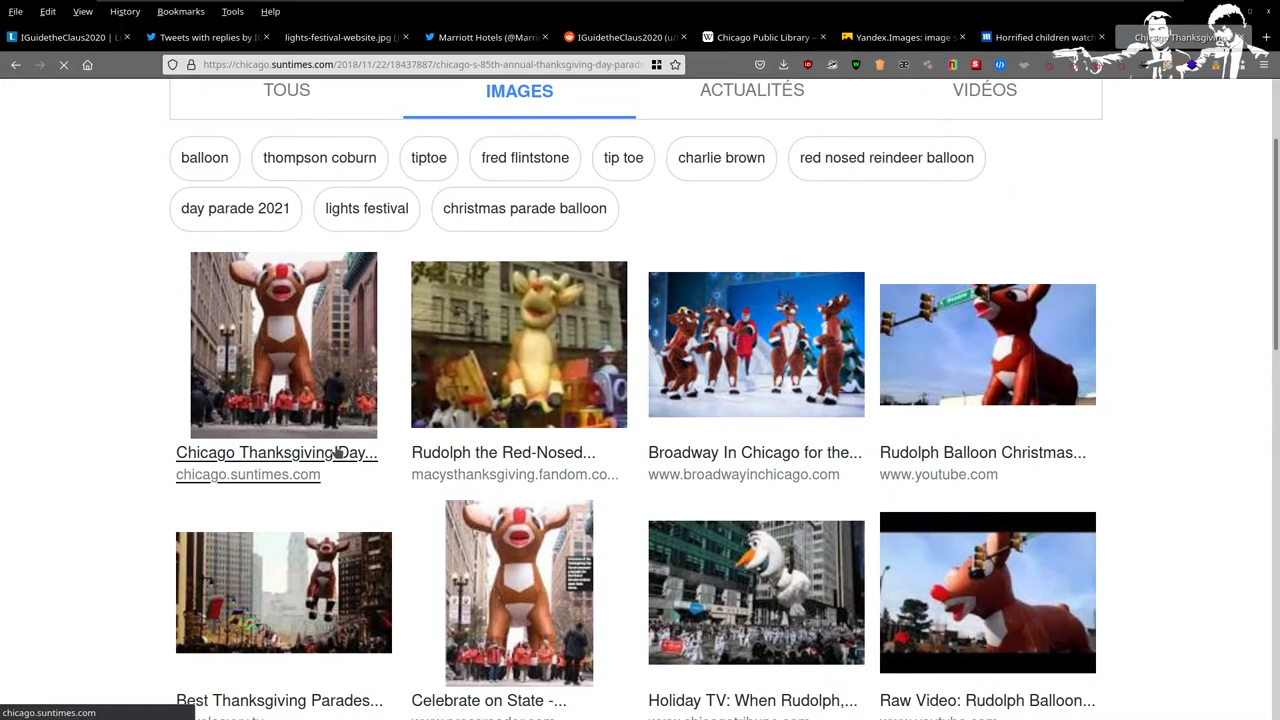 File Edit View History Bookmarks Tools Help
IGuidetheClaus2020 | L
Tweets with replies by IG
lights-festival-website.jpg (
Marriott Hotels (@Marri
IGuidetheClaus2020 (u/
Chicago Public Library –
Yandex.Images: image s
Horrified children watch
Chicago Thanksgiving
https://chicago.suntimes.com/2018/11/22/18437887/chicago-s-85th-annual-thanksgiving-day-parade
TOUS IMAGES ACTUALITÉS VIDÉOS
balloon thompson coburn tiptoe fred flintstone tip toe charlie brown red nosed reindeer balloon
day parade 2021 lights festival christmas parade balloon
Chicago Thanksgiving Day... Rudolph the Red-Nosed... Broadway In Chicago for the... Rudolph Balloon Christmas...
chicago.suntimes.com macysthanksgiving.fandom.co... www.broadwayinchicago.com www.youtube.com
Best Thanksgiving Parades... Celebrate on State -... Holiday TV: When Rudolph,... Raw Video: Rudolph Balloon...
chicago.suntimes.com